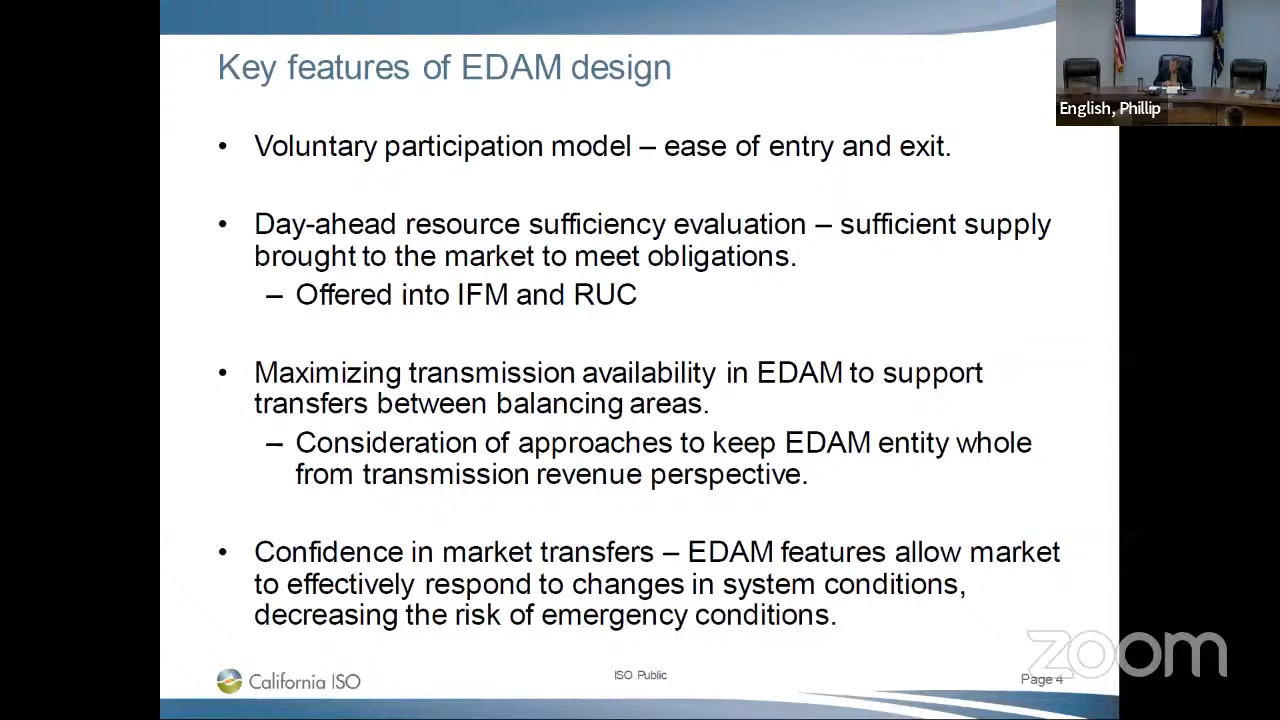 Key features of EDAM design
English, Phillip
• Voluntary participation model – ease of entry and exit.
• Day-ahead resource sufficiency evaluation – sufficient supply
brought to the market to meet obligations.
– Offered into IFM and RUC
• Maximizing transmission availability in EDAM to support
transfers between balancing areas.
– Consideration of approaches to keep EDAM entity whole
from transmission revenue perspective.
• Confidence in market transfers – EDAM features allow market
to effectively respond to changes in system conditions,
decreasing the risk of emergency conditions.
zoom
California ISO
ISO Public
Page 4